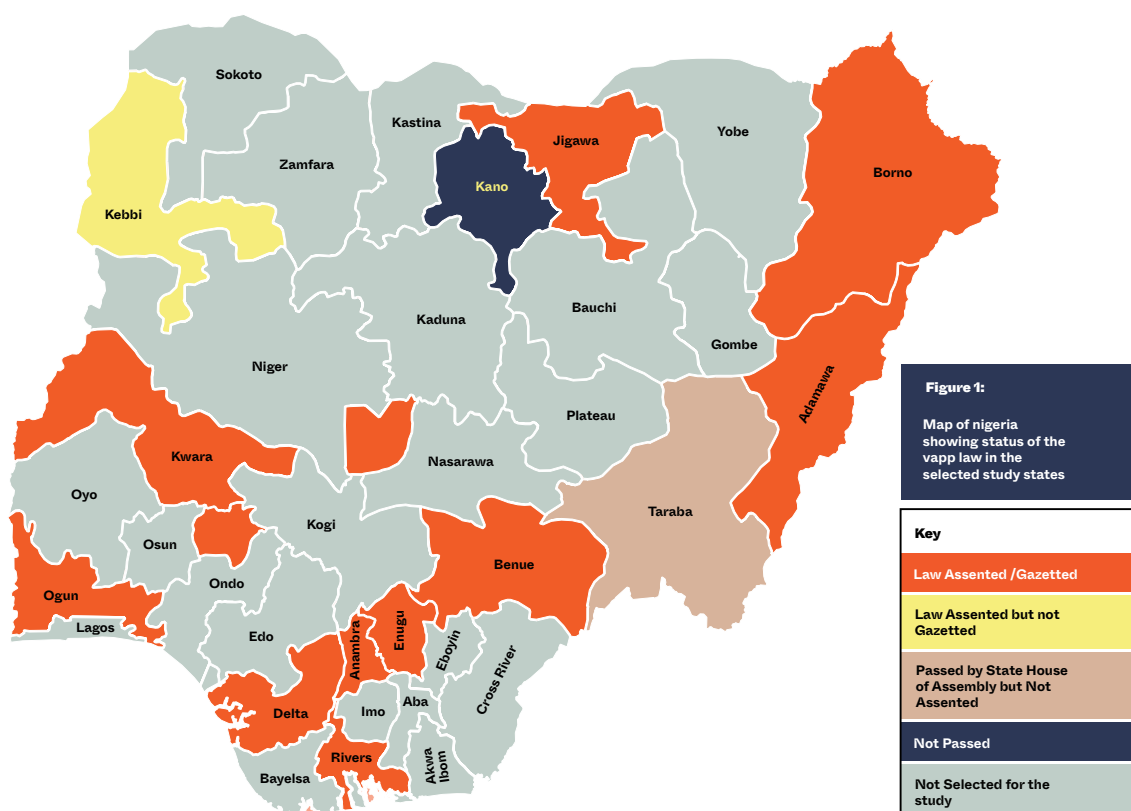 Sokoto
Kastina
Yobe
Jigawa
Zamfara
Borno
Kano
Kebbi
Bauchi
Kaduna
Gombe
Niger
Adamawa
Plateau
Kwara
Nasarawa
Oyo
Taraba
Kogi
Osun
Benue
Ondo
Ogun
Lagos
Edo
Anambra
Enugu
Eboyin
Cross River
Aba
Imo
Delta
Rivers
Akwa
Ibom
Bayelsa
Figure 1:
Map of nigeria
showing status of the
vapp law in the
selected study states
Key
Law Assented /Gazetted
Law Assented but not
Gazetted
Passed by State House
of Assembly but Not
Assented
Not Passed
Not Selected for the
study